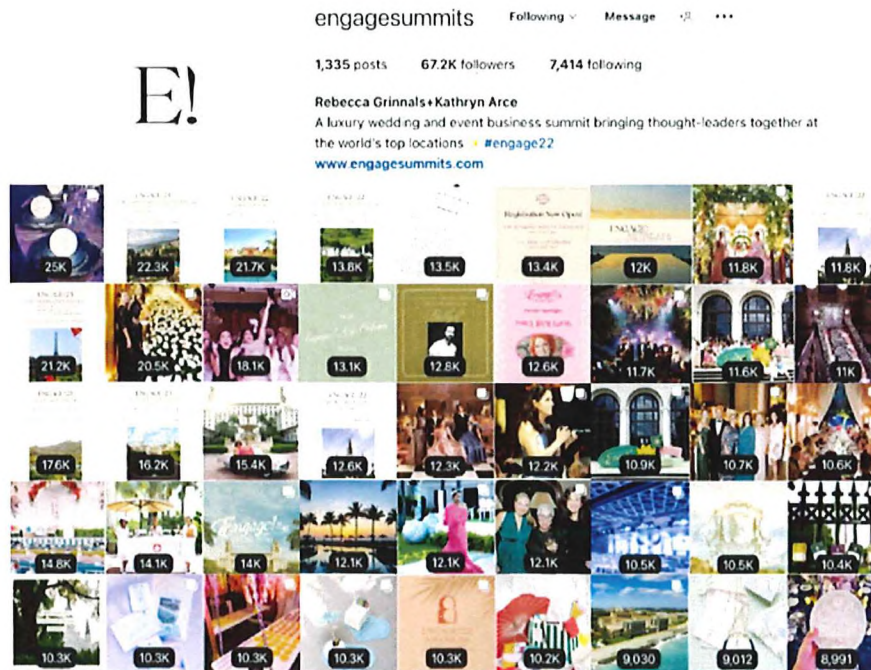 engagesummits Following Message
1,335 posts 67.2K followers 7,414 following
E!
Rebecca Grinnals+Kathryn Arce
A luxury wedding and event business summit bringing thought-leaders together at
the world's top locations #engage22
www.engagesummits.com
Registration Now Open!
ENGAGE!
25K 22.3K 21.7K 13.8K 13.5K 13.4K 12K 11.8K 11.8K
21.2K 20.5K 18.1K 13.1K 12.8K 12.6K 11.7K 11.6K 11K
17.6K 16.2K 15.4K 12.6K 12.3K 12.2K 10.9K 10.7K 10.6K
Engage!
14.8K 14.1K 14K 12.1K 12.1K 12.1K 10.5K 10.5K 10.4K
10.3K 10.3K 10.3K 10.3K 10.3K 10.2K 9,030 9,012 8,991